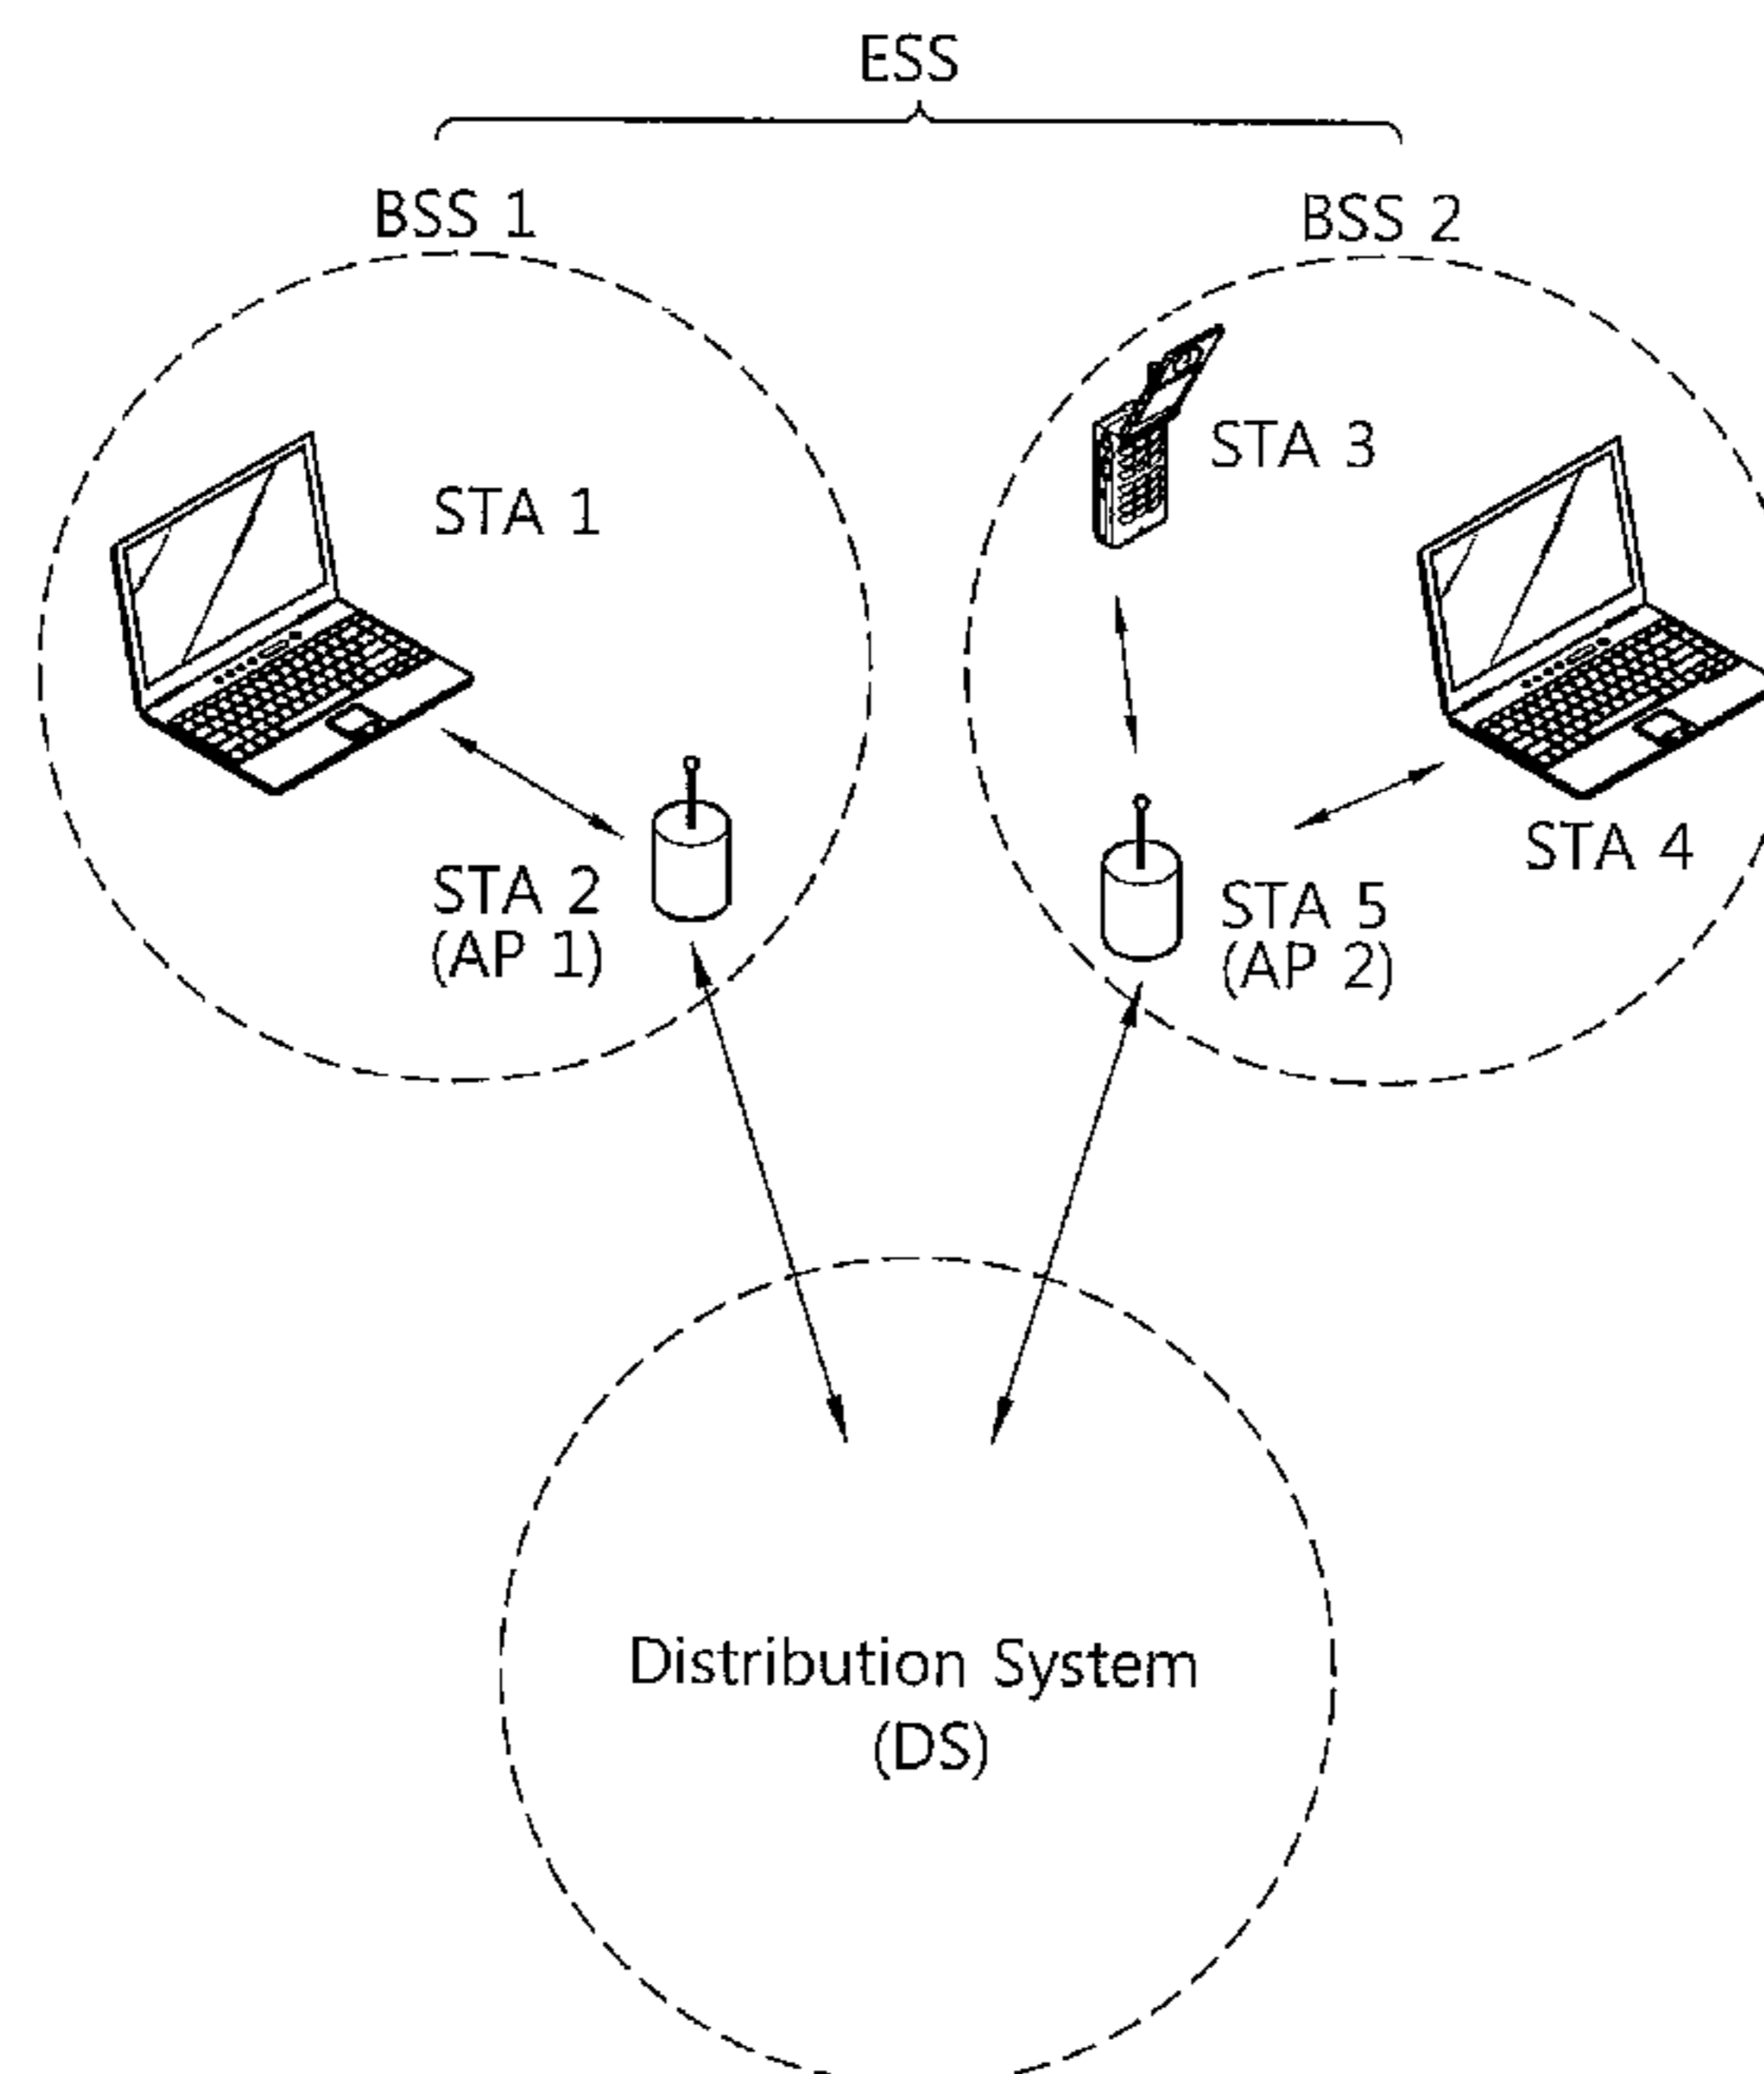 ESS
BSS 1
BSS 2
STA 3
STA 1
STA 4
STA 2
(AP 1)
STA 5
(AP 2)
Distribution System
(DS)